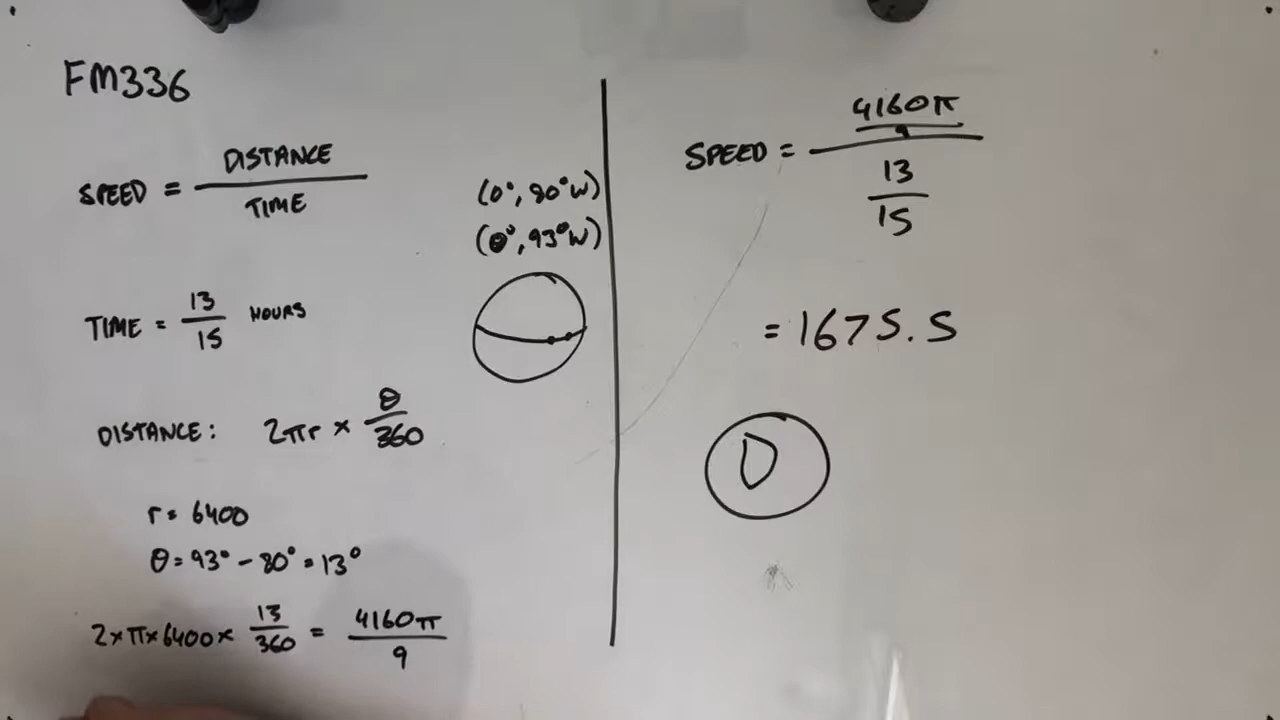 FM336
SPEED = DISTANCE / TIME
(0°, 80°W)
(θ°, 93°W)
TIME = 13/15 HOURS
DISTANCE: 2πr × θ/360
r = 6400
θ = 93° - 80° = 13°
2 × π × 6400 × 13/360 = 4160π/9
SPEED = 4160π/9 / 13/15
= 1675.5
D